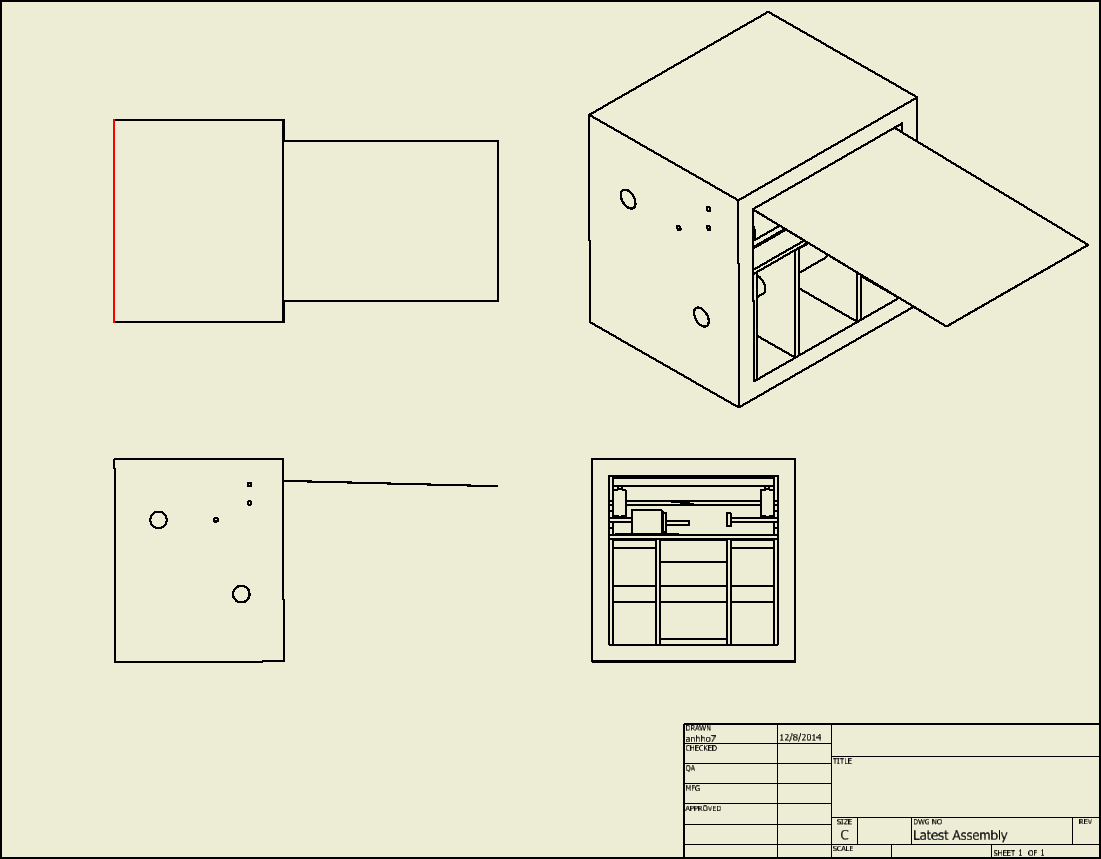 DRAWN
anhho7 12/8/2014
CHECKED
QA
TITLE
MFG
APPROVED
SIZE DWG NO REV
C Latest Assembly
SCALE SHEET 1 OF 1